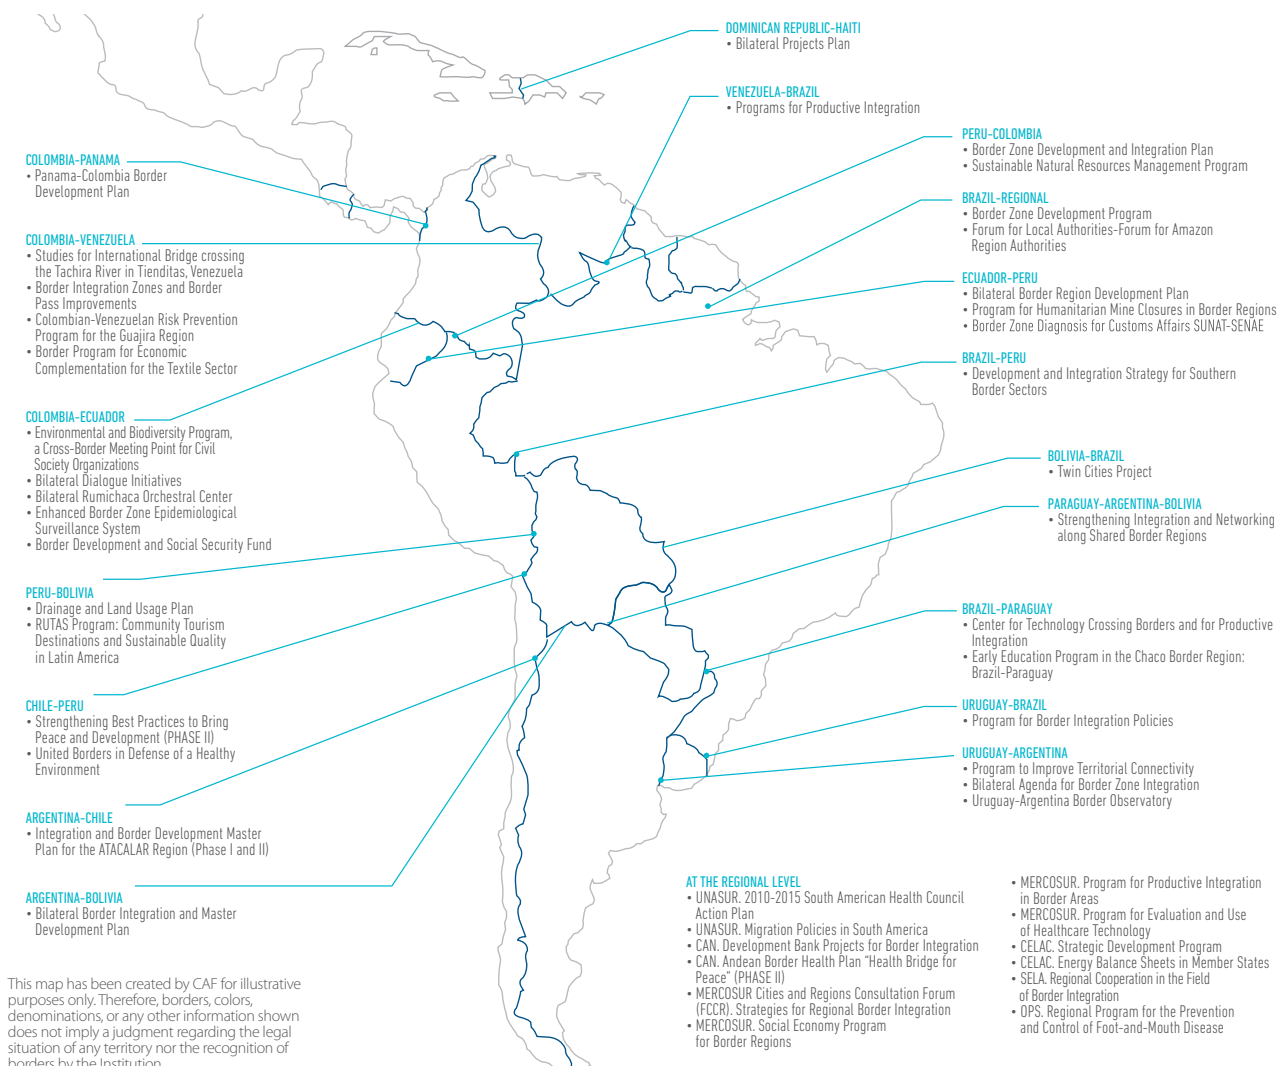 DOMINICAN REPUBLIC-HAITI
• Bilateral Projects Plan
VENEZUELA-BRAZIL
• Programs for Productive Integration
PERU-COLOMBIA
• Border Zone Development and Integration Plan
• Sustainable Natural Resources Management Program
BRAZIL-REGIONAL
• Border Zone Development Program
• Forum for Local Authorities-Forum for Amazon
Region Authorities
ECUADOR-PERU
• Bilateral Border Region Development Plan
• Program for Humanitarian Mine Closures in Border Regions
• Border Zone Diagnosis for Customs Affairs SUNAT-SENAE
BRAZIL-PERU
• Development and Integration Strategy for Southern
Border Sectors
BOLIVIA-BRAZIL
• Twin Cities Project
PARAGUAY-ARGENTINA-BOLIVIA
• Strengthening Integration and Networking
along Shared Border Regions
BRAZIL-PARAGUAY
• Center for Technology Crossing Borders and for Productive
Integration
• Early Education Program in the Chaco Border Region:
Brazil-Paraguay
URUGUAY-BRAZIL
• Program for Border Integration Policies
URUGUAY-ARGENTINA
• Program to Improve Territorial Connectivity
• Bilateral Agenda for Border Zone Integration
• Uruguay-Argentina Border Observatory
COLOMBIA-PANAMA
• Panama-Colombia Border
Development Plan
COLOMBIA-VENEZUELA
• Studies for International Bridge crossing
the Tachira River in Tienditas, Venezuela
• Border Integration Zones and Border
Pass Improvements
• Colombian-Venezuelan Risk Prevention
Program for the Guajira Region
• Border Program for Economic
Complementation for the Textile Sector
COLOMBIA-ECUADOR
• Environmental and Biodiversity Program,
a Cross-Border Meeting Point for Civil
Society Organizations
• Bilateral Dialogue Initiatives
• Bilateral Rumichaca Orchestral Center
• Enhanced Border Zone Epidemiological
Surveillance System
• Border Development and Social Security Fund
PERU-BOLIVIA
• Drainage and Land Usage Plan
• RUTAS Program: Community Tourism
Destinations and Sustainable Quality
in Latin America
CHILE-PERU
• Strengthening Best Practices to Bring
Peace and Development (PHASE II)
• United Borders in Defense of a Healthy
Environment
ARGENTINA-CHILE
• Integration and Border Development Master
Plan for the ATACALAR Region (Phase I and II)
ARGENTINA-BOLIVIA
• Bilateral Border Integration and Master
Development Plan
This map has been created by CAF for illustrative
purposes only. Therefore, borders, colors,
denominations, or any other information shown
does not imply a judgment regarding the legal
situation of any territory nor the recognition of
borders by the Institution.
AT THE REGIONAL LEVEL
• UNASUR. 2010-2015 South American Health Council
Action Plan
• UNASUR. Migration Policies in South America
• CAN. Development Bank Projects for Border Integration
• CAN. Andean Border Health Plan “Health Bridge for
Peace” (PHASE II)
• MERCOSUR Cities and Regions Consultation Forum
(FCCR). Strategies for Regional Border Integration
• MERCOSUR. Social Economy Program
for Border Regions
• MERCOSUR. Program for Productive Integration
in Border Areas
• MERCOSUR. Program for Evaluation and Use
of Healthcare Technology
• CELAC. Strategic Development Program
• CELAC. Energy Balance Sheets in Member States
• SELA. Regional Cooperation in the Field
of Border Integration
• OPS. Regional Program for the Prevention
and Control of Foot-and-Mouth Disease